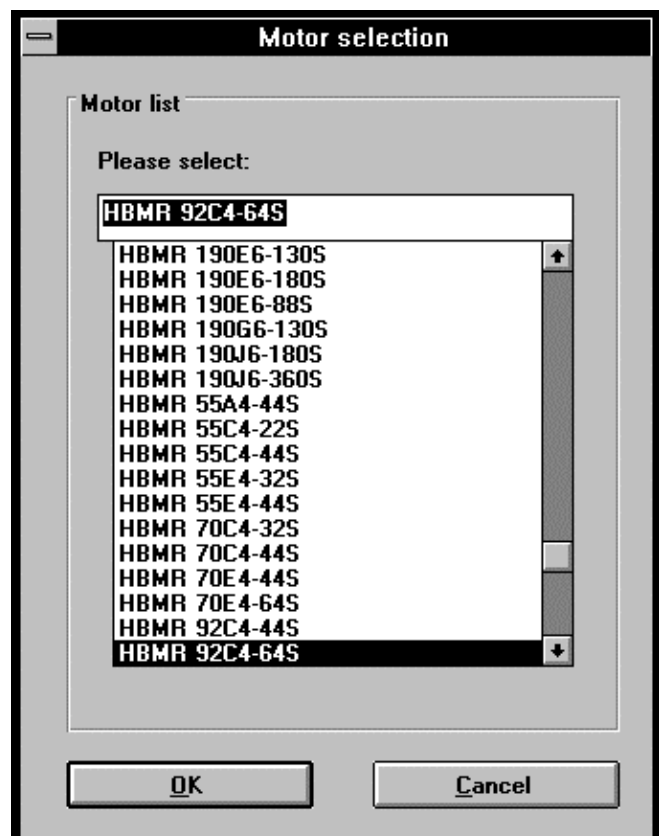 Motor selection
Motor list
Please select:
HBMR 92C4-64S
HBMR 190E6-130S
HBMR 190E6-180S
HBMR 190E6-88S
HBMR 190G6-130S
HBMR 190J6-180S
HBMR 190J6-360S
HBMR 55A4-44S
HBMR 55C4-22S
HBMR 55C4-44S
HBMR 55E4-32S
HBMR 55E4-44S
HBMR 70C4-32S
HBMR 70C4-44S
HBMR 70E4-44S
HBMR 70E4-64S
HBMR 92C4-44S
HBMR 92C4-64S
OK Cancel